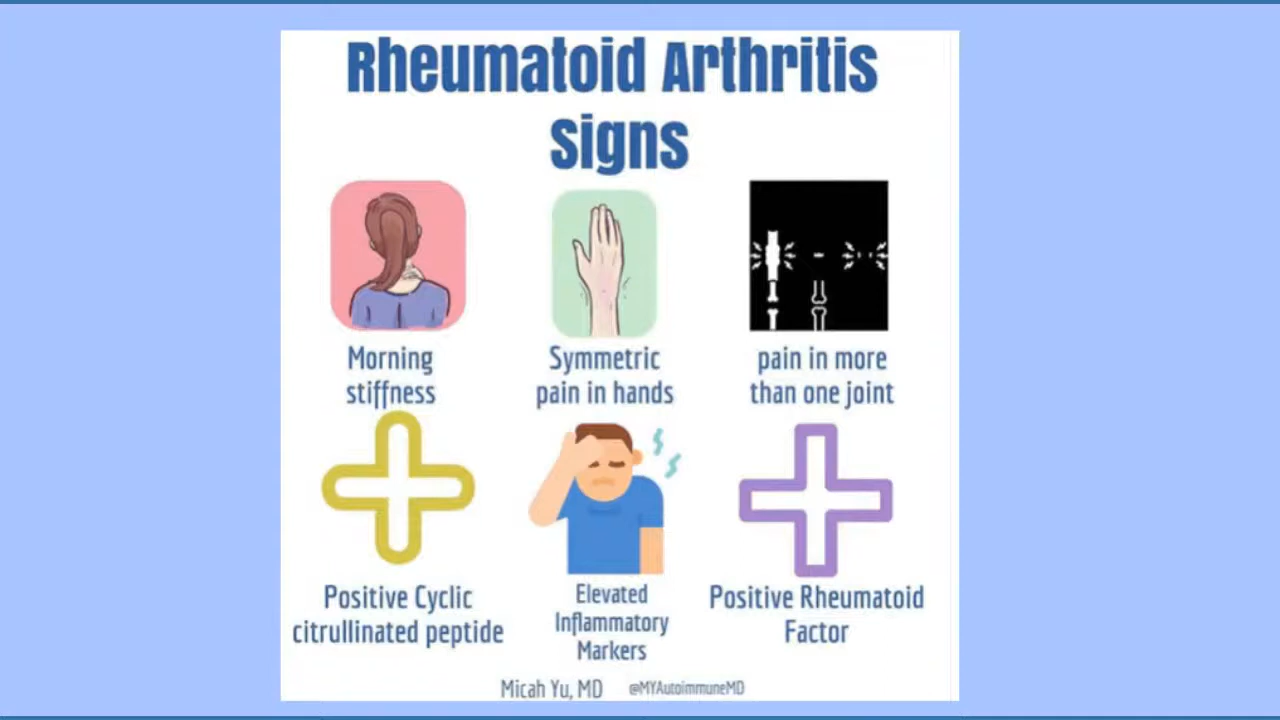 Rheumatoid Arthritis
Signs
Morning
stiffness
Symmetric
pain in hands
pain in more
than one joint
Positive Cyclic
citrullinated peptide
Elevated
Inflammatory
Markers
Positive Rheumatoid
Factor
Micah Yu, MD @MYAutoimmuneMD